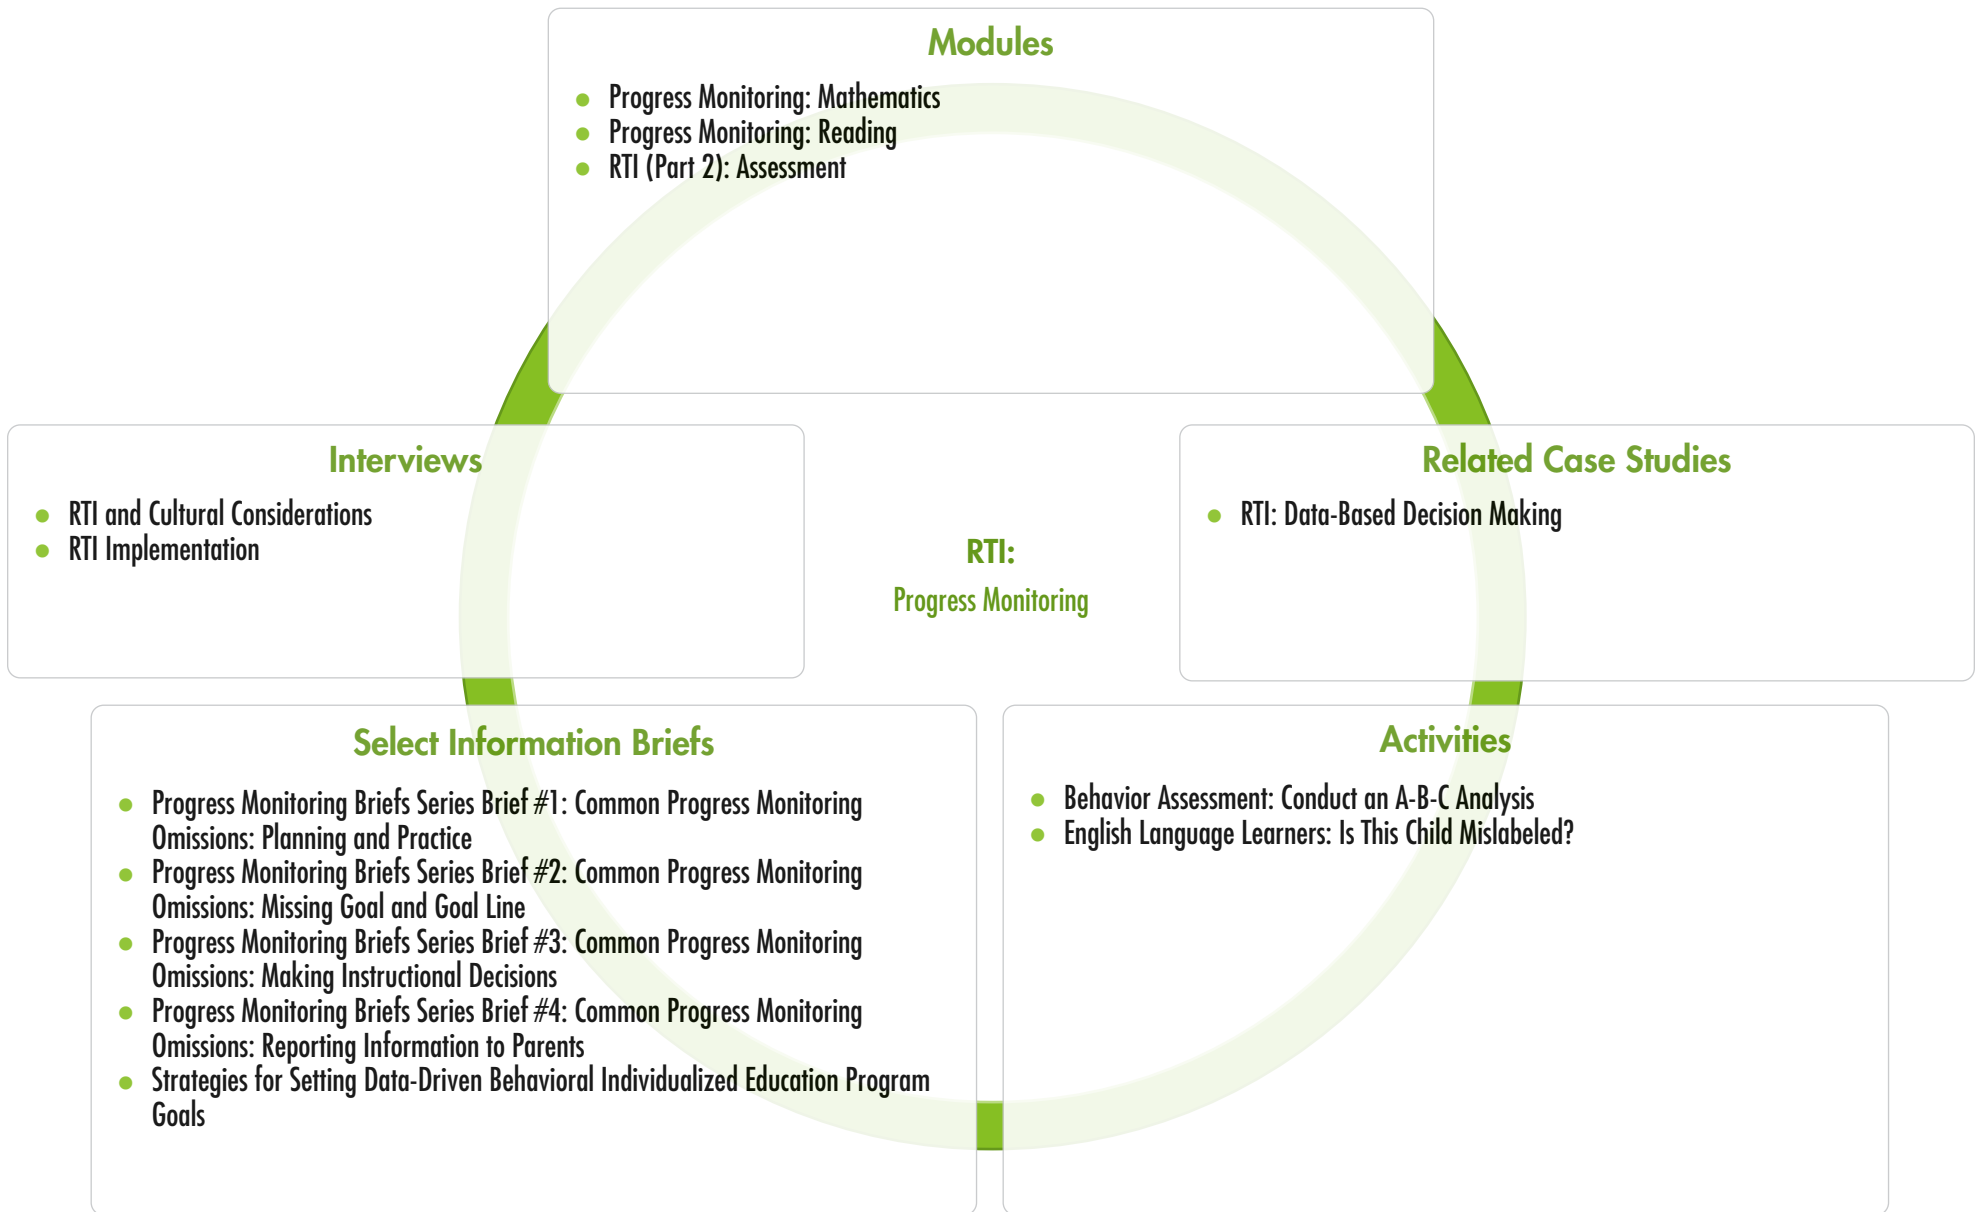 Modules
Progress Monitoring: Mathematics
Progress Monitoring: Reading
RTI (Part 2): Assessment
Interviews
RTI and Cultural Considerations
RTI Implementation
RTI:
Progress Monitoring
Related Case Studies
RTI: Data-Based Decision Making
Select Information Briefs
Progress Monitoring Briefs Series Brief #1: Common Progress Monitoring
Omissions: Planning and Practice
Progress Monitoring Briefs Series Brief #2: Common Progress Monitoring
Omissions: Missing Goal and Goal Line
Progress Monitoring Briefs Series Brief #3: Common Progress Monitoring
Omissions: Making Instructional Decisions
Progress Monitoring Briefs Series Brief #4: Common Progress Monitoring
Omissions: Reporting Information to Parents
Strategies for Setting Data-Driven Behavioral Individualized Education Program
Goals
Activities
Behavior Assessment: Conduct an A-B-C Analysis
English Language Learners: Is This Child Mislabeled?